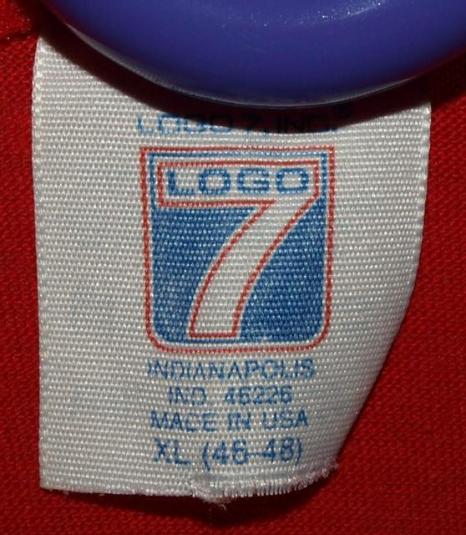 LOGO 7, INC.®
LOGO
7
INDIANAPOLIS
IND. 46226
MADE IN USA
XL (46-48)